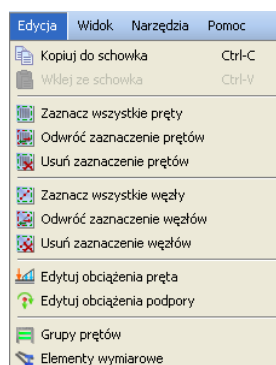 Edycja Widok Narzędzia Pomoc
Kopiuj do schowka Ctrl-C
Wklej ze schowka Ctrl-V
Zaznacz wszystkie pręty
Odwróć zaznaczenie prętów
Usuń zaznaczenie prętów
Zaznacz wszystkie węzły
Odwróć zaznaczenie węzłów
Usuń zaznaczenie węzłów
Edytuj obciążenia pręta
Edytuj obciążenia podpory
Grupy prętów
Elementy wymiarowe